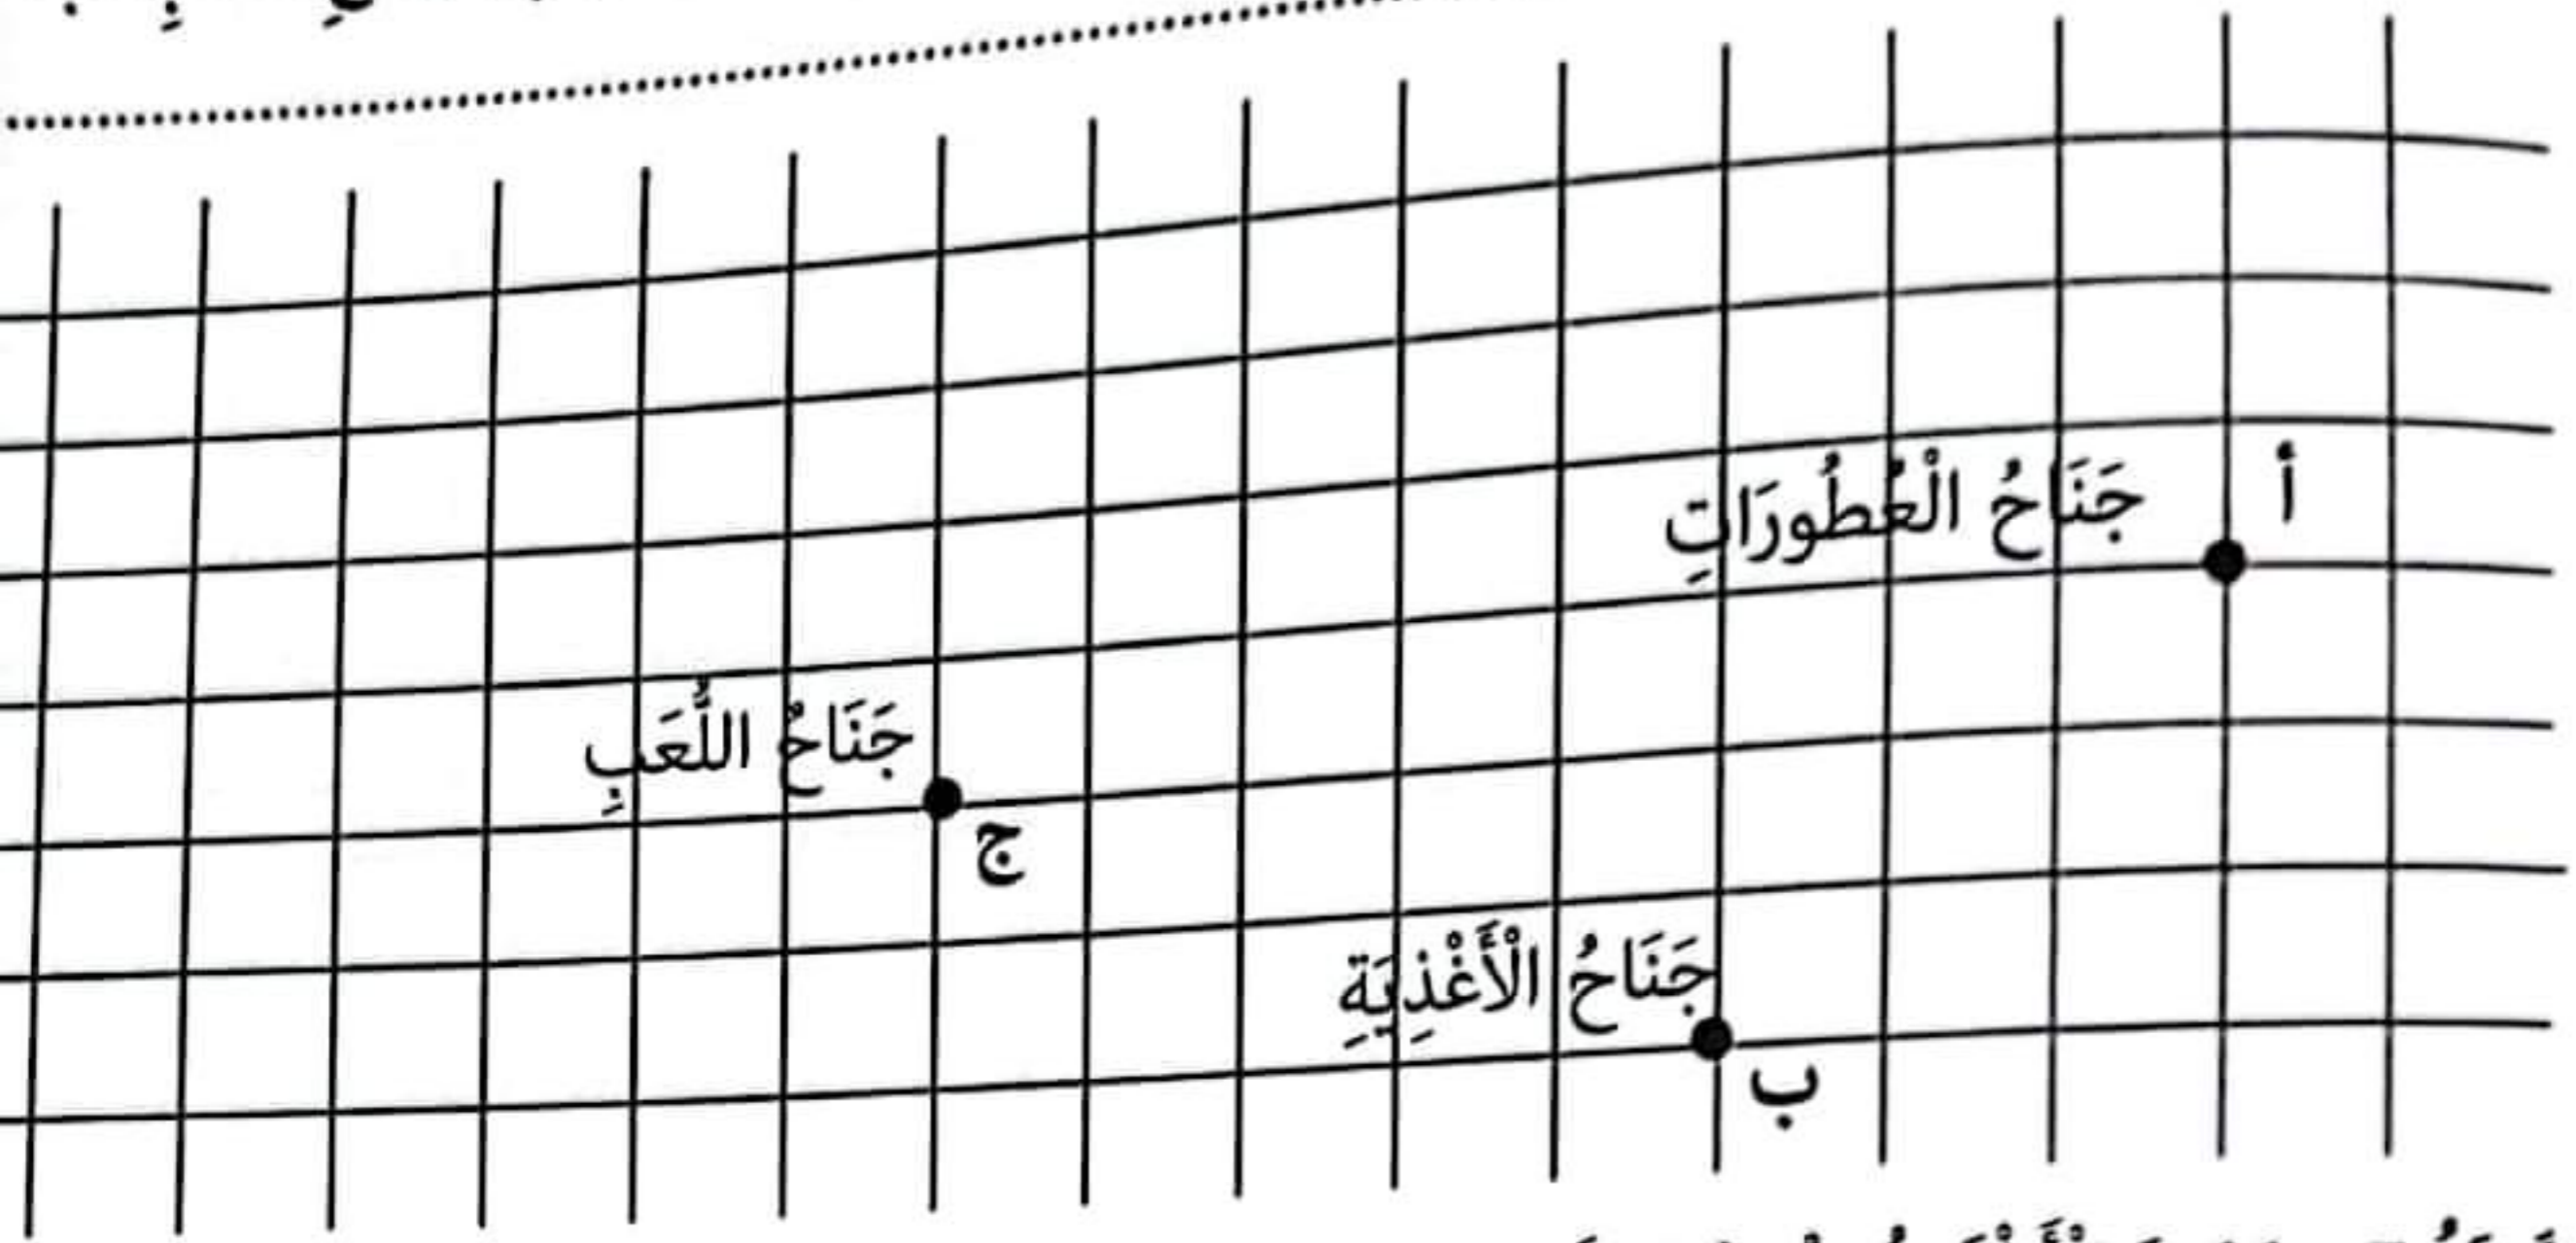 أ
جَنَاحُ الْعُطُورَاتِ
جَنَاحُ اللُّعَبِ
ج
جَنَاحُ الْأَغْذِيَةِ
ب